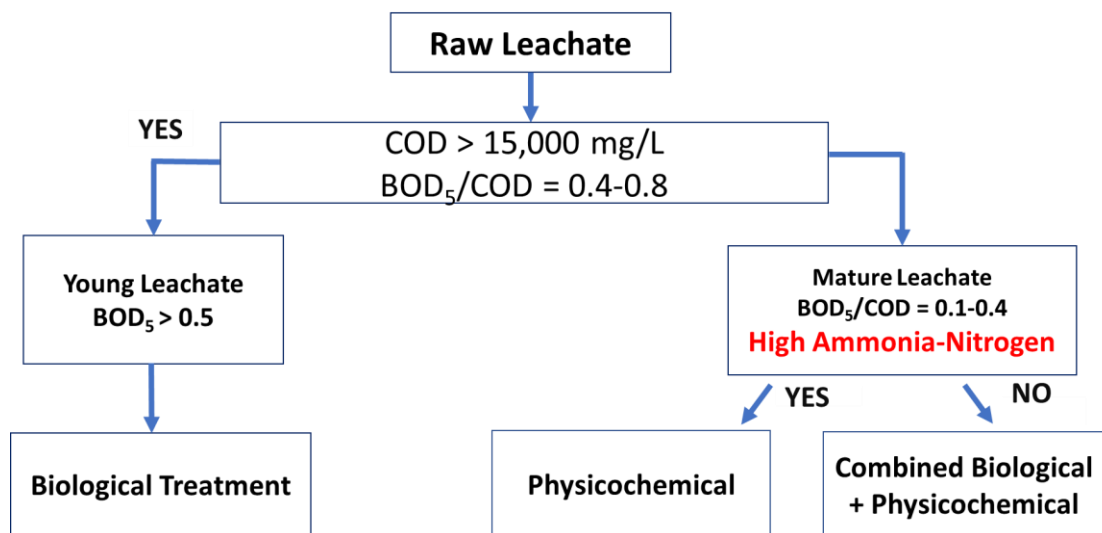 Raw Leachate
YES
COD > 15,000 mg/L
BOD₅/COD = 0.4-0.8
Young Leachate
BOD₅ > 0.5
Mature Leachate
BOD₅/COD = 0.1-0.4
High Ammonia-Nitrogen
YES
NO
Biological Treatment
Physicochemical
Combined Biological
+ Physicochemical